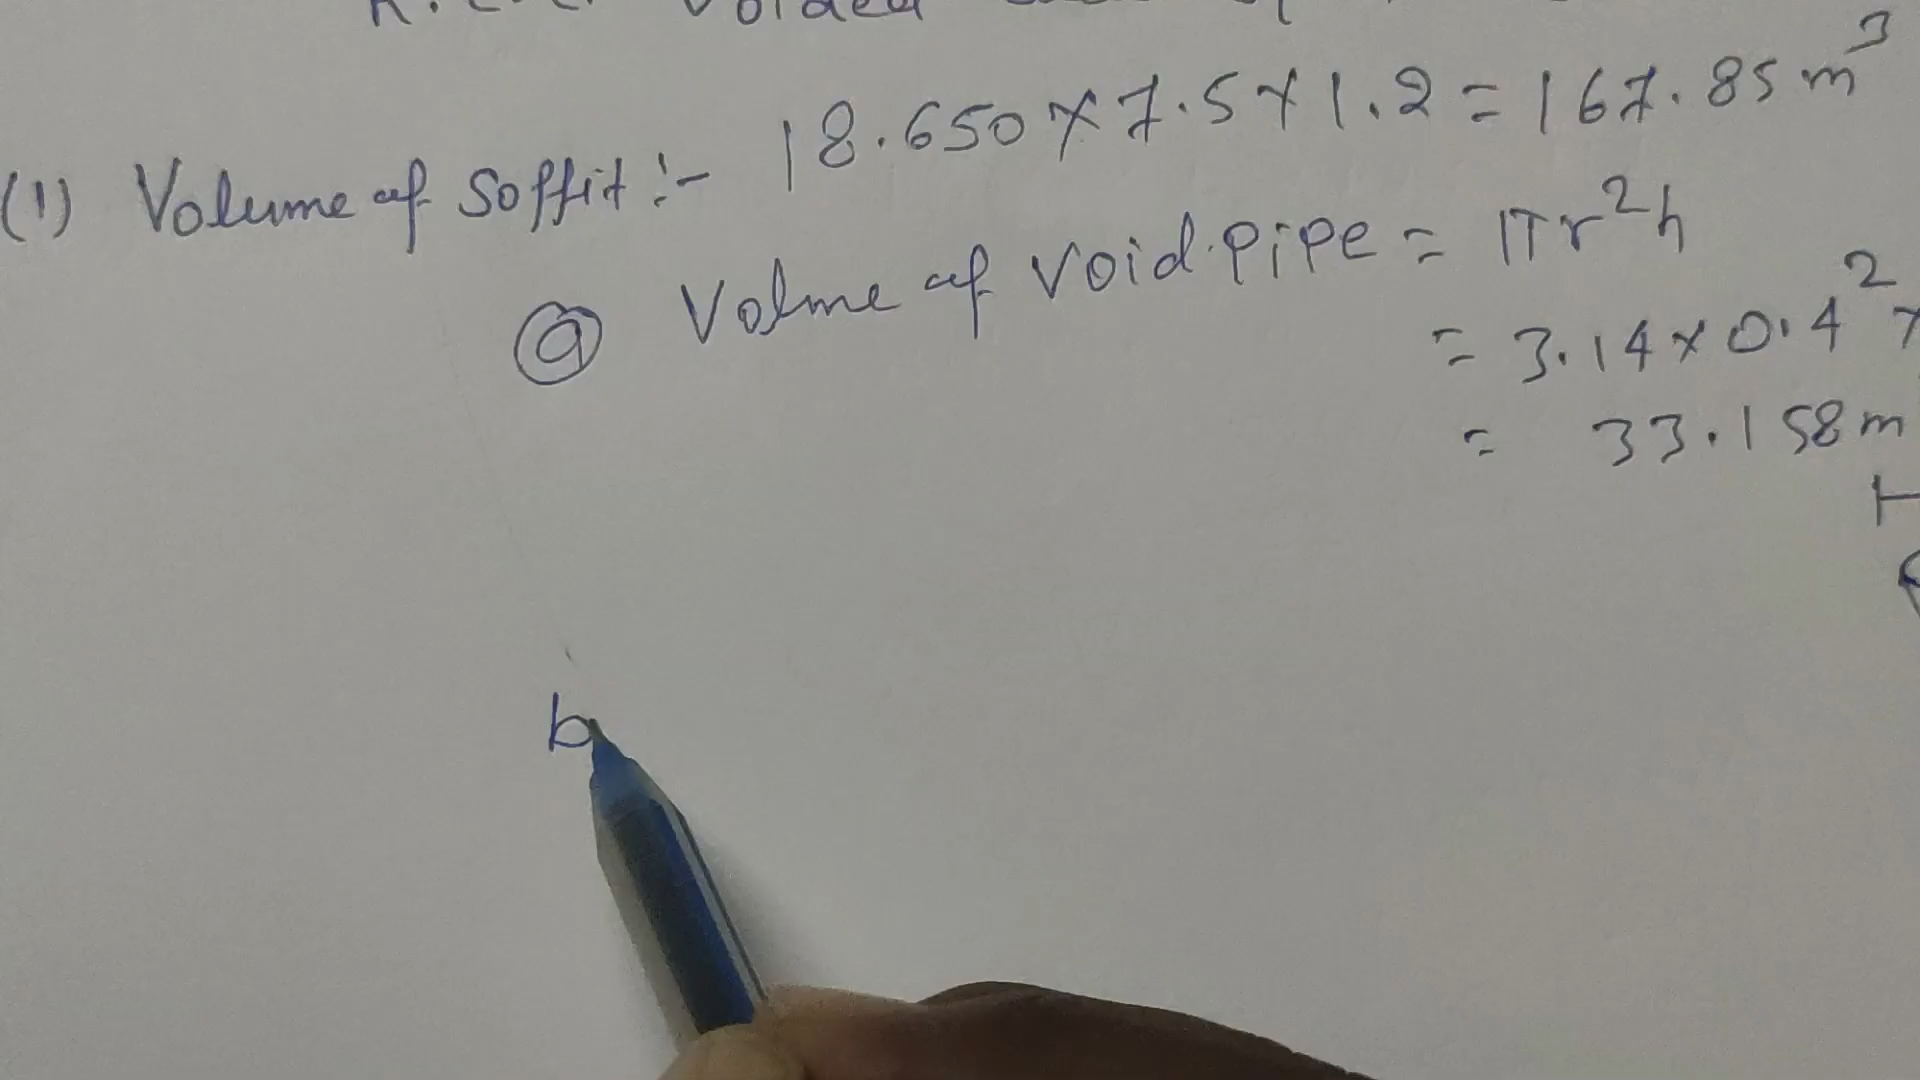 voided
(1) Volume of Soffit :- 18.650 x 7.5 x 1.2 = 167.85 m³
(a) Volme of void pipe = πr²h
= 3.14 x 0.4² x
= 33.158 m
b